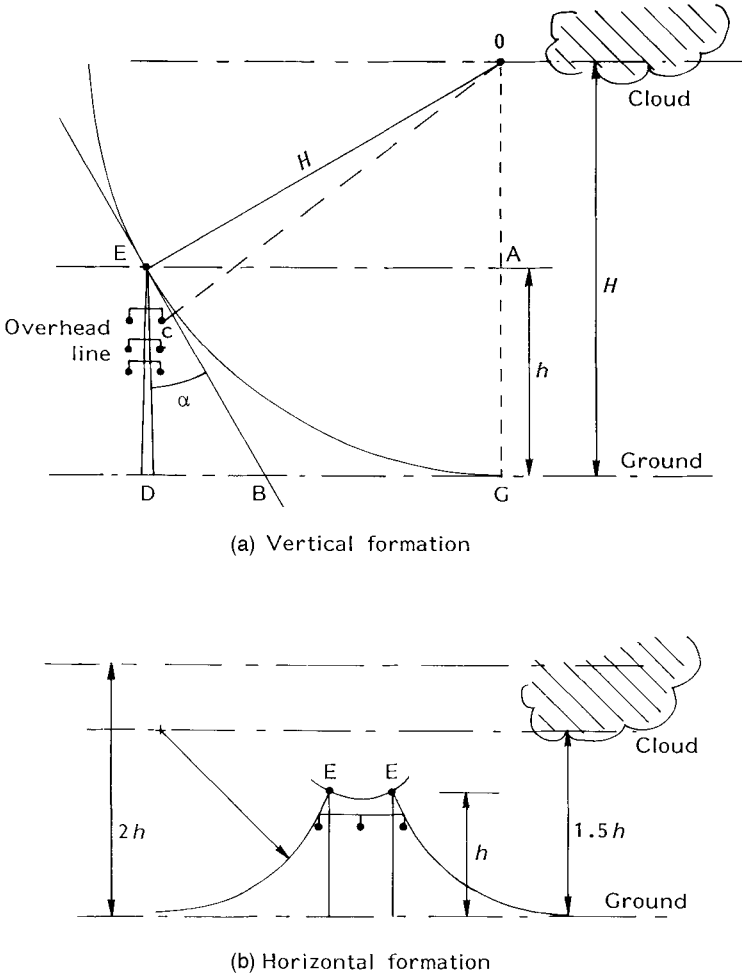 0
Cloud
H
E
A
H
Overhead
line
c
h
α
Ground
D
B
G
(a) Vertical formation
Cloud
E
E
2h
h
1.5h
Ground
(b) Horizontal formation